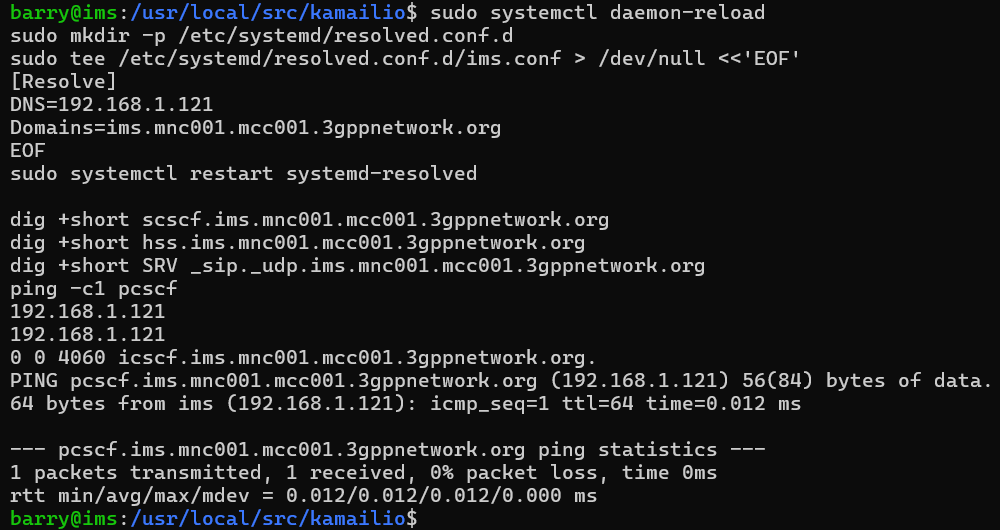 barry@ims:/usr/local/src/kamailio$ sudo systemctl daemon-reload
sudo mkdir -p /etc/systemd/resolved.conf.d
sudo tee /etc/systemd/resolved.conf.d/ims.conf > /dev/null <<'EOF'
[Resolve]
DNS=192.168.1.121
Domains=ims.mnc001.mcc001.3gppnetwork.org
EOF
sudo systemctl restart systemd-resolved

dig +short scscf.ims.mnc001.mcc001.3gppnetwork.org
dig +short hss.ims.mnc001.mcc001.3gppnetwork.org
dig +short SRV _sip._udp.ims.mnc001.mcc001.3gppnetwork.org
ping -c1 pcscf
192.168.1.121
192.168.1.121
0 0 4060 icscf.ims.mnc001.mcc001.3gppnetwork.org.
PING pcscf.ims.mnc001.mcc001.3gppnetwork.org (192.168.1.121) 56(84) bytes of data.
64 bytes from ims (192.168.1.121): icmp_seq=1 ttl=64 time=0.012 ms

--- pcscf.ims.mnc001.mcc001.3gppnetwork.org ping statistics ---
1 packets transmitted, 1 received, 0% packet loss, time 0ms
rtt min/avg/max/mdev = 0.012/0.012/0.012/0.000 ms
barry@ims:/usr/local/src/kamailio$